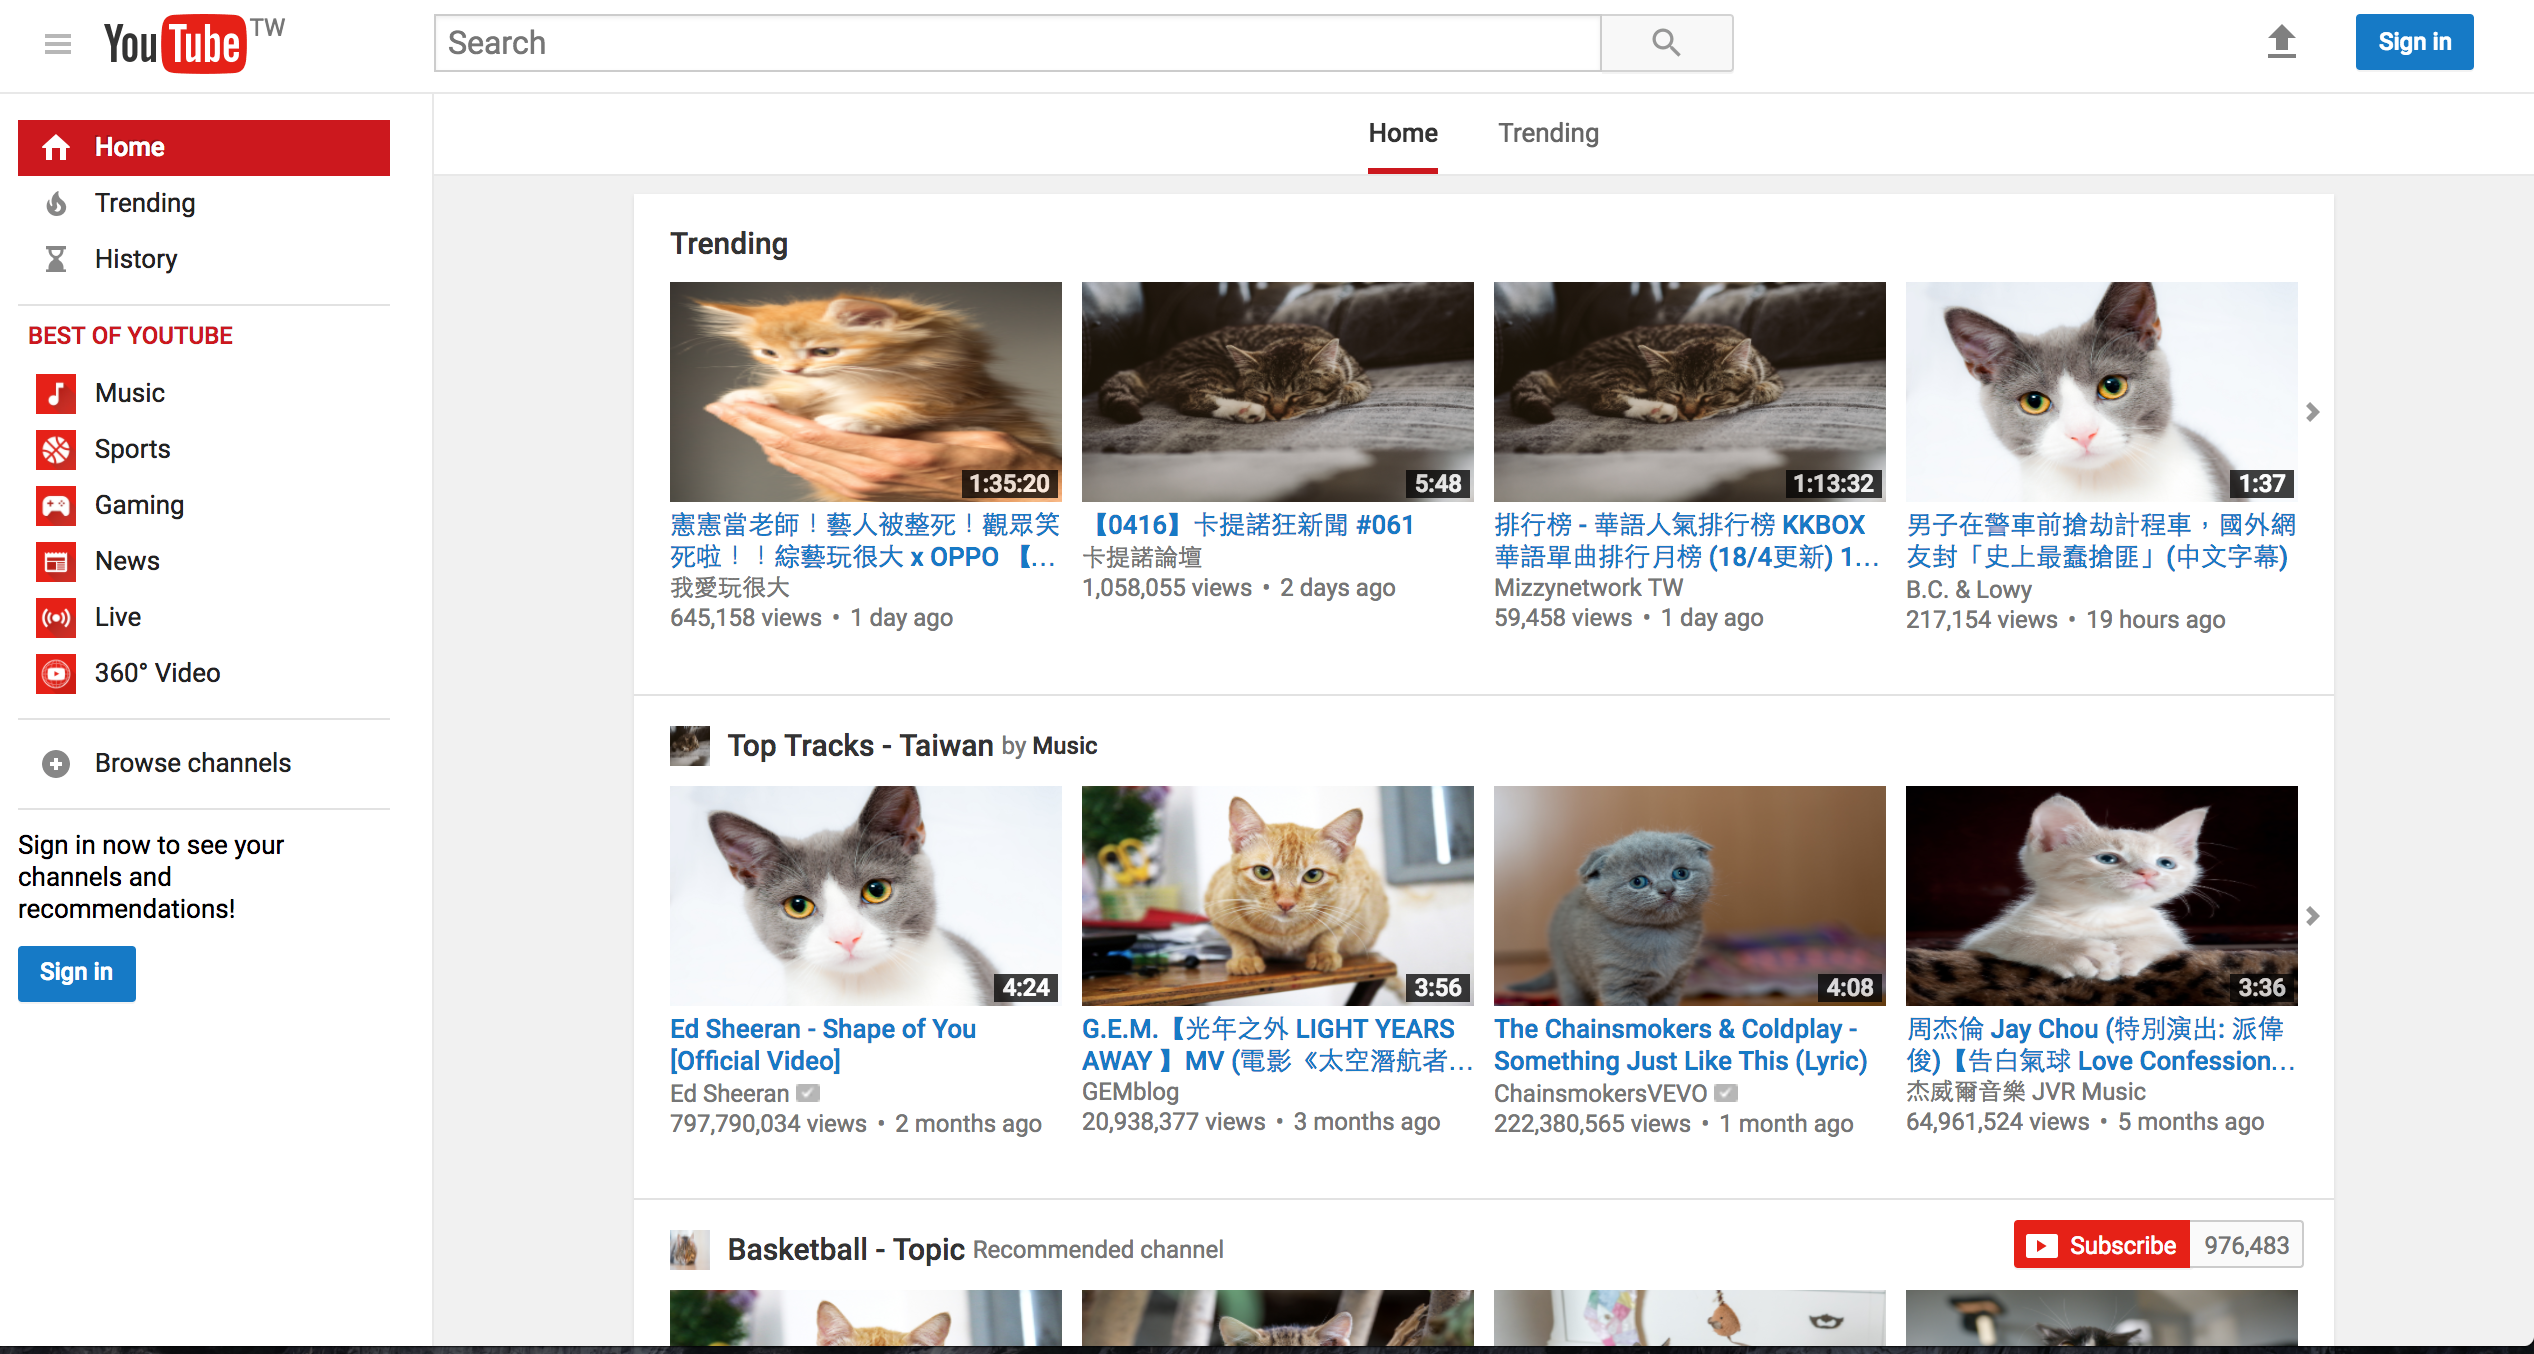 YouTube TW
Search
Sign in
Home
Trending
History
BEST OF YOUTUBE
Music
Sports
Gaming
News
Live
360° Video
Browse channels
Sign in now to see your
channels and
recommendations!
Sign in
Home Trending
Trending
1:35:20
憲憲當老師！藝人被整死！觀眾笑
死啦！！綜藝玩很大 x OPPO 【...
我愛玩很大
645,158 views • 1 day ago
5:48
【0416】卡提諾狂新聞 #061
卡提諾論壇
1,058,055 views • 2 days ago
1:13:32
排行榜 - 華語人氣排行榜 KKBOX
華語單曲排行月榜 (18/4更新) 1...
Mizzynetwork TW
59,458 views • 1 day ago
1:37
男子在警車前搶劫計程車，國外網
友封「史上最蠢搶匪」(中文字幕)
B.C. & Lowy
217,154 views • 19 hours ago
Top Tracks - Taiwan by Music
4:24
Ed Sheeran - Shape of You
[Official Video]
Ed Sheeran
797,790,034 views • 2 months ago
3:56
G.E.M.【光年之外 LIGHT YEARS
AWAY 】MV (電影《太空潛航者...
GEMblog
20,938,377 views • 3 months ago
4:08
The Chainsmokers & Coldplay -
Something Just Like This (Lyric)
ChainsmokersVEVO
222,380,565 views • 1 month ago
3:36
周杰倫 Jay Chou (特別演出: 派偉
俊)【告白氣球 Love Confession...
杰威爾音樂 JVR Music
64,961,524 views • 5 months ago
Basketball - Topic Recommended channel
Subscribe 976,483